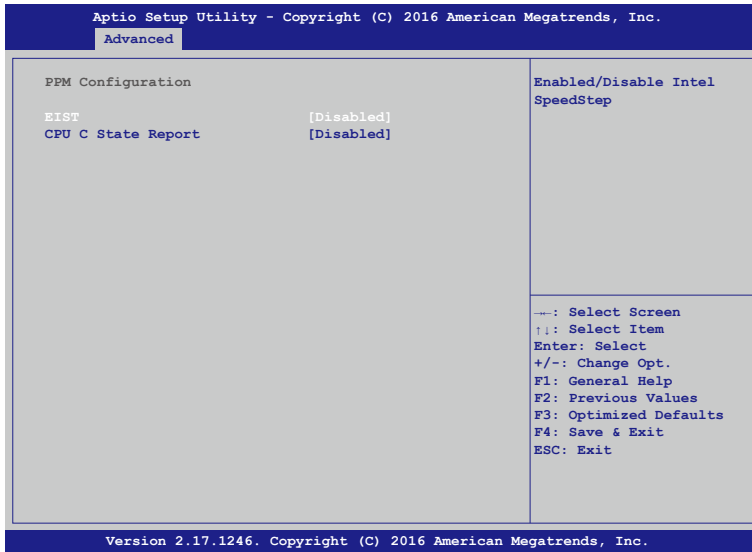 Aptio Setup Utility - Copyright (C) 2016 American Megatrends, Inc.
Advanced
PPM Configuration
EIST [Disabled]
CPU C State Report [Disabled]
Enabled/Disable Intel
SpeedStep
→←: Select Screen
↑↓: Select Item
Enter: Select
+/-: Change Opt.
F1: General Help
F2: Previous Values
F3: Optimized Defaults
F4: Save & Exit
ESC: Exit
Version 2.17.1246. Copyright (C) 2016 American Megatrends, Inc.